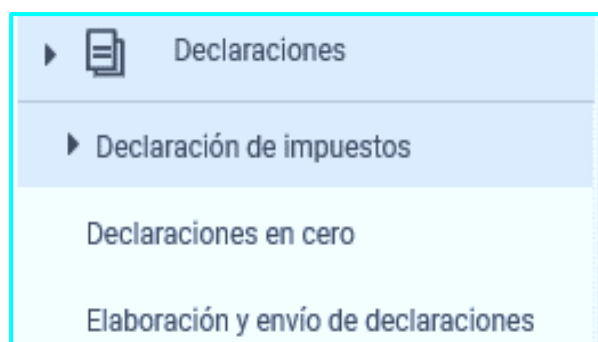 Declaraciones
Declaración de impuestos
Declaraciones en cero
Elaboración y envío de declaraciones